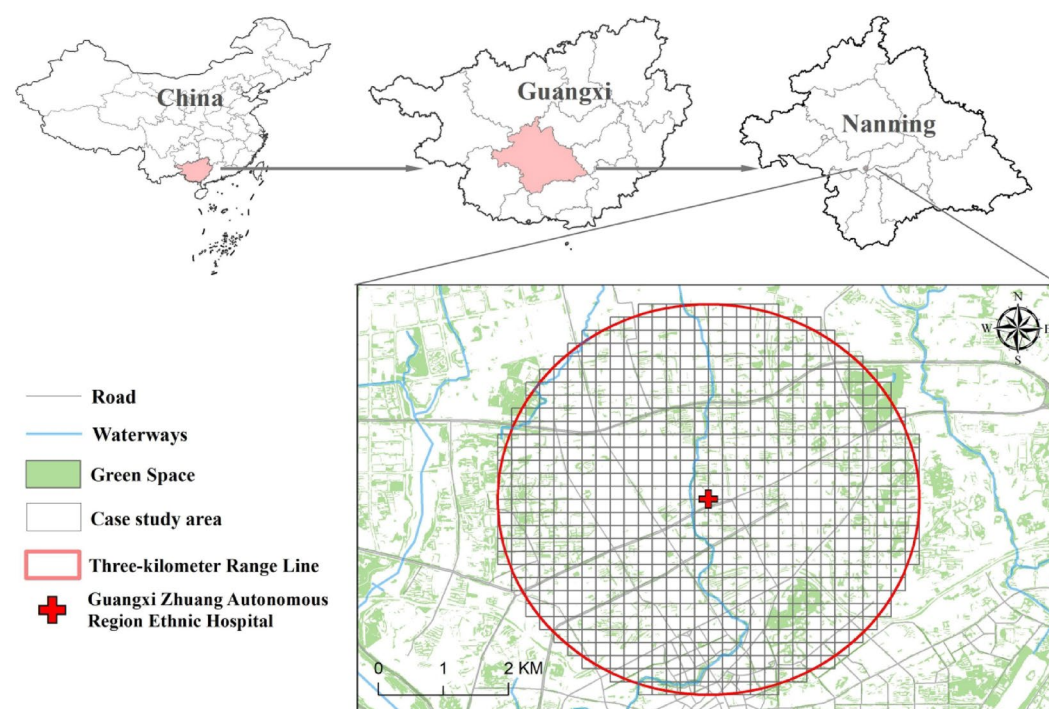 China
Guangxi
Nanning
N
W
E
S
Road
Waterways
Green Space
Case study area
Three-kilometer Range Line
Guangxi Zhuang Autonomous
Region Ethnic Hospital
0 1 2 KM